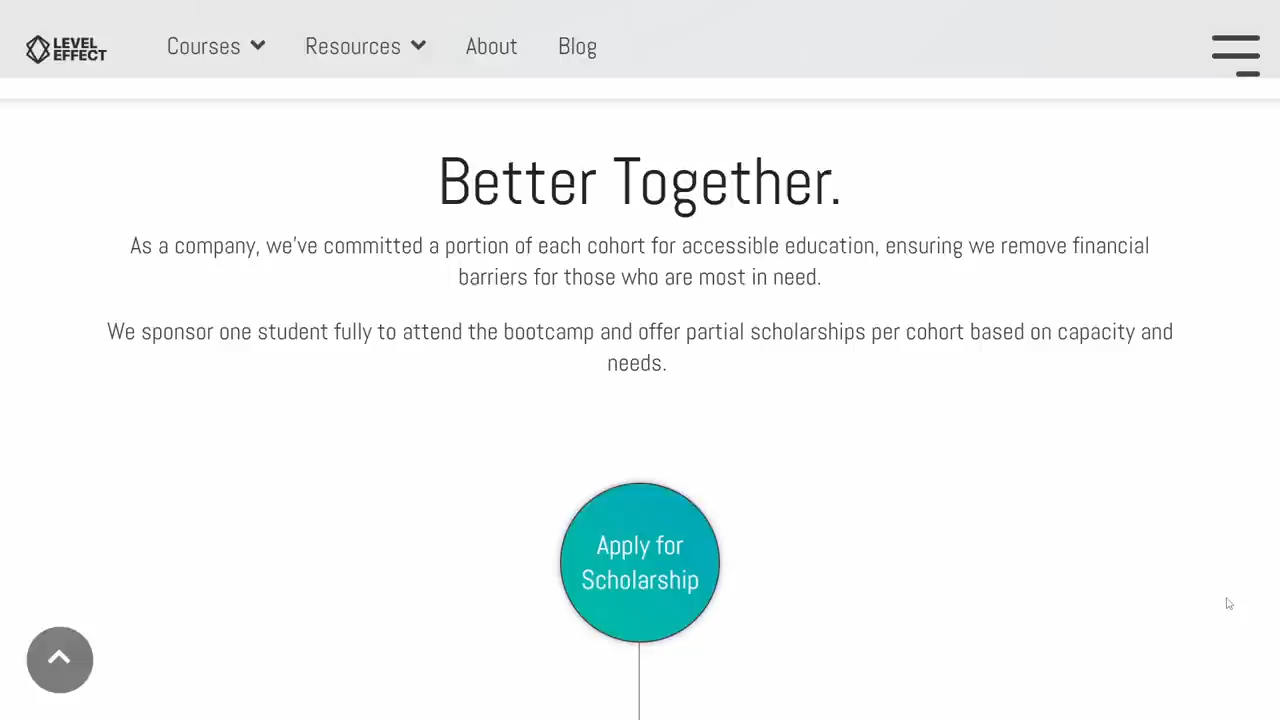 LEVEL
EFFECT
Courses
Resources
About
Blog
Better Together.
As a company, we've committed a portion of each cohort for accessible education, ensuring we remove financial
barriers for those who are most in need.
We sponsor one student fully to attend the bootcamp and offer partial scholarships per cohort based on capacity and
needs.
Apply for
Scholarship